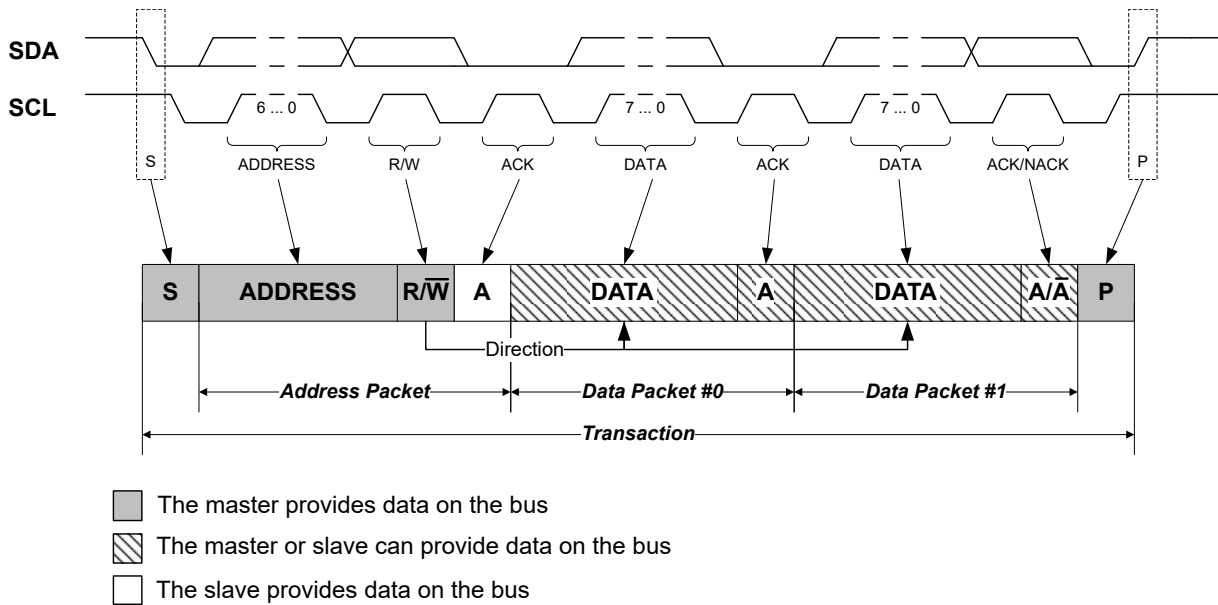 SDA
SCL
6 ... 0
7 ... 0
7 ... 0
S
ADDRESS
R/W
ACK
DATA
ACK
DATA
ACK/NACK
P
S
ADDRESS
R/W̅
A
DATA
A
DATA
A/A̅
P
Direction
Address Packet
Data Packet #0
Data Packet #1
Transaction
The master provides data on the bus
The master or slave can provide data on the bus
The slave provides data on the bus